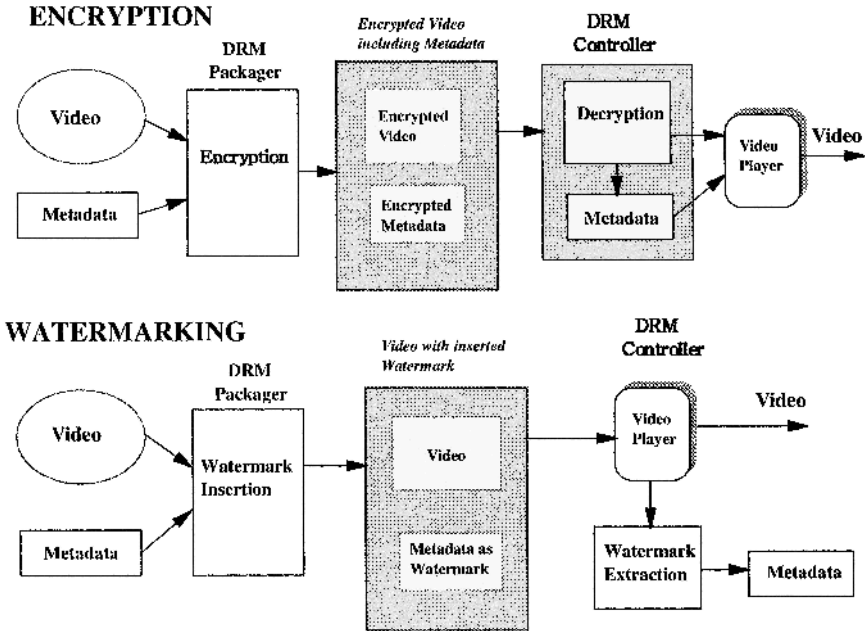 ENCRYPTION
DRM
Packager
Encrypted Video
including Metadata
DRM
Controller
Video
Metadata
Encryption
Encrypted
Video
Encrypted
Metadata
Decryption
Metadata
Video
Player
Video
WATERMARKING
DRM
Packager
Video with inserted
Watermark
DRM
Controller
Video
Metadata
Watermark
Insertion
Video
Metadata as
Watermark
Video
Player
Video
Watermark
Extraction
Metadata